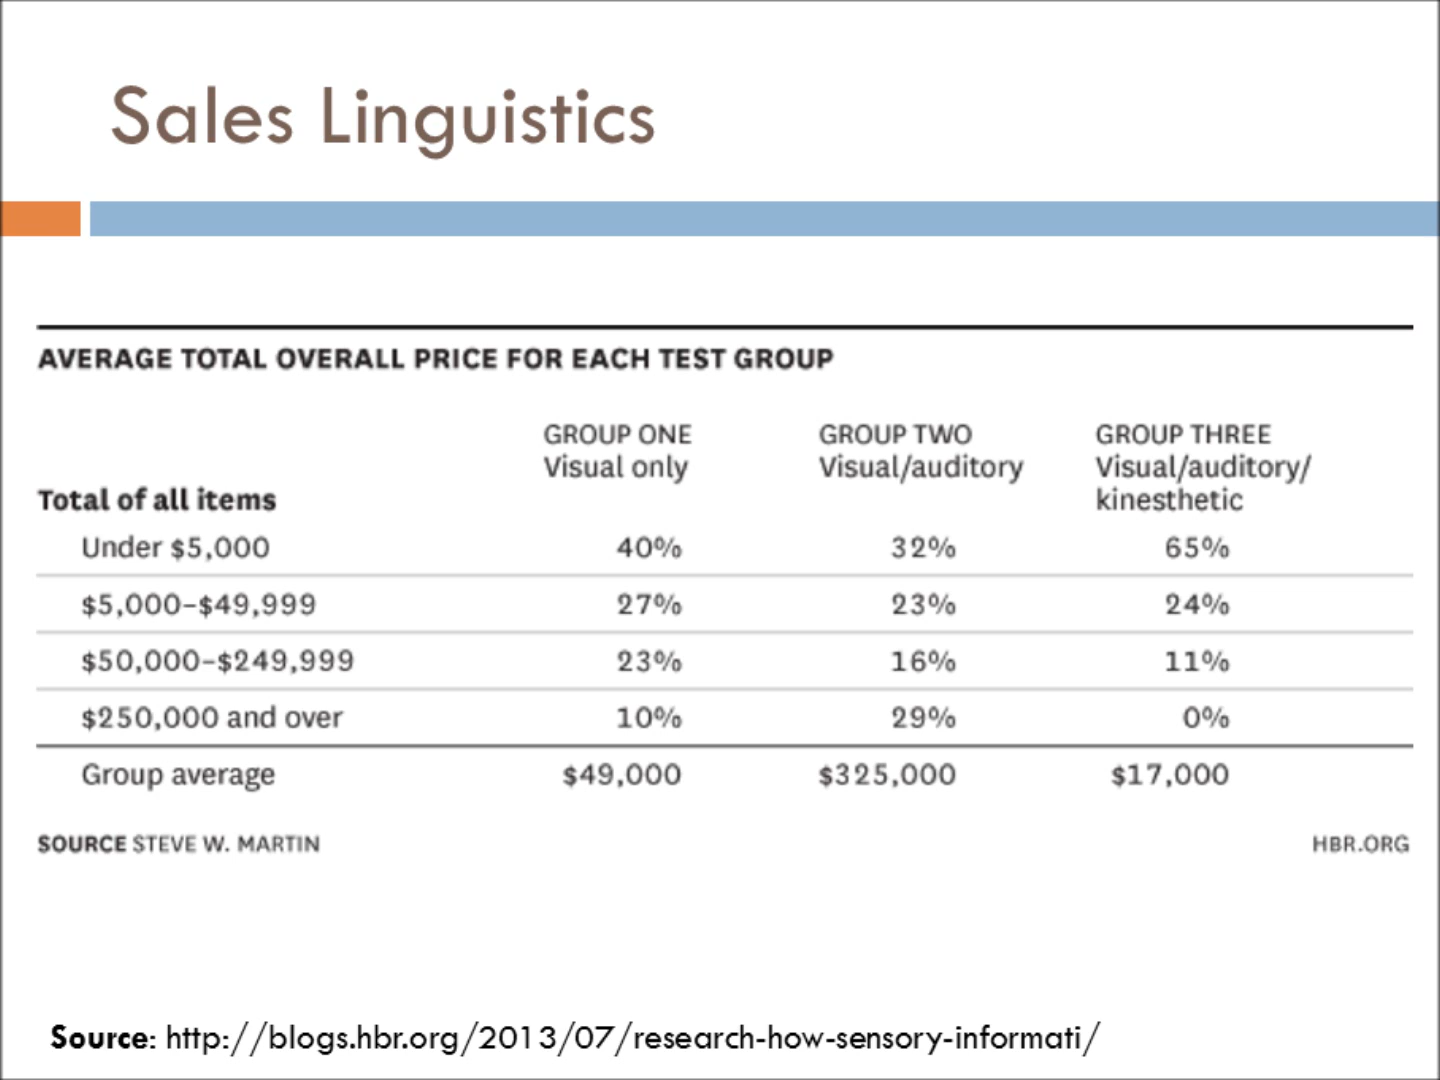 Sales Linguistics
AVERAGE TOTAL OVERALL PRICE FOR EACH TEST GROUP
GROUP ONE GROUP TWO GROUP THREE
Visual only Visual/auditory Visual/auditory/
Total of all items kinesthetic
Under $5,000 40% 32% 65%
$5,000–$49,999 27% 23% 24%
$50,000–$249,999 23% 16% 11%
$250,000 and over 10% 29% 0%
Group average $49,000 $325,000 $17,000
SOURCE STEVE W. MARTIN HBR.ORG
Source: http://blogs.hbr.org/2013/07/research-how-sensory-informati/